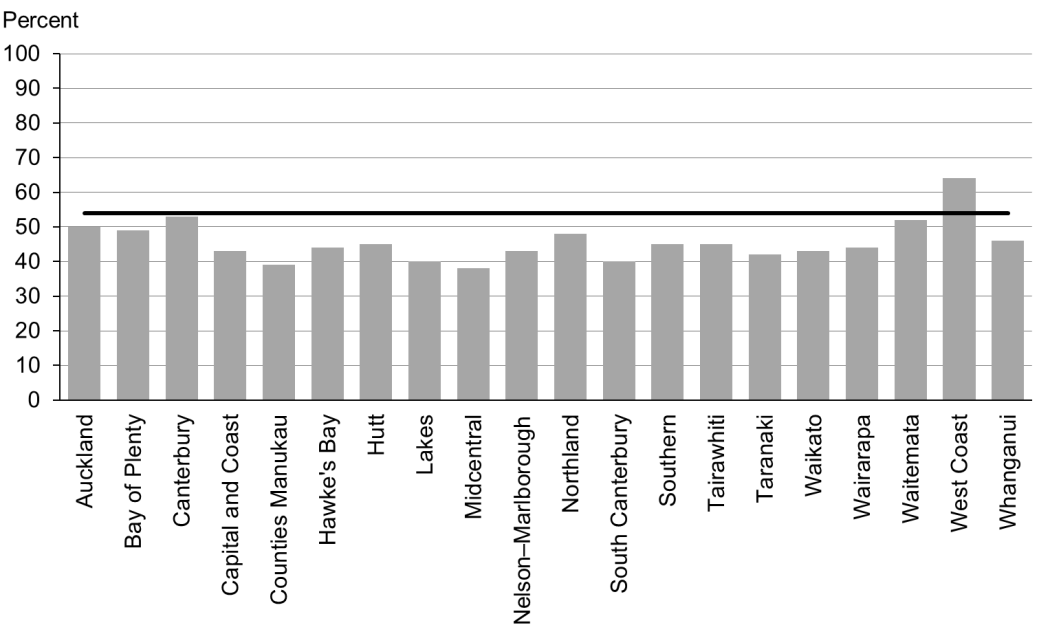 Percent
100
90
80
70
60
50
40
30
20
10
0
Auckland
Bay of Plenty
Canterbury
Capital and Coast
Counties Manukau
Hawke's Bay
Hutt
Lakes
Midcentral
Nelson–Marlborough
Northland
South Canterbury
Southern
Tairawhiti
Taranaki
Waikato
Wairarapa
Waitemata
West Coast
Whanganui